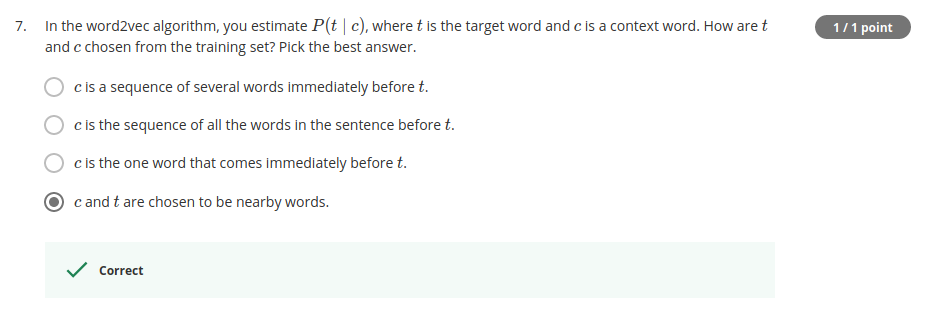 7. In the word2vec algorithm, you estimate P(t | c), where t is the target word and c is a context word. How are t
and c chosen from the training set? Pick the best answer.
1 / 1 point
c is a sequence of several words immediately before t.
c is the sequence of all the words in the sentence before t.
c is the one word that comes immediately before t.
c and t are chosen to be nearby words.
Correct